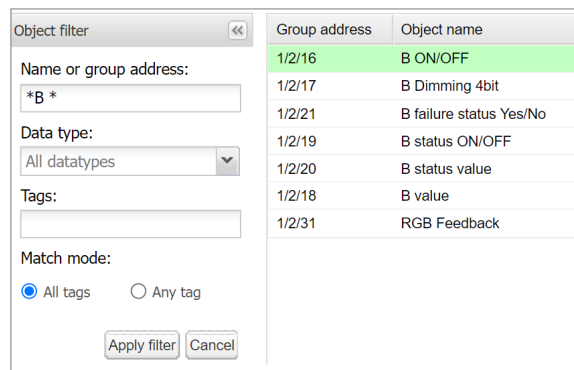 Object filter
Name or group address:
*B *
Data type:
All datatypes
Tags:
Match mode:
All tags
Any tag
Apply filter
Cancel
Group address Object name
1/2/16 B ON/OFF
1/2/17 B Dimming 4bit
1/2/21 B failure status Yes/No
1/2/19 B status ON/OFF
1/2/20 B status value
1/2/18 B value
1/2/31 RGB Feedback